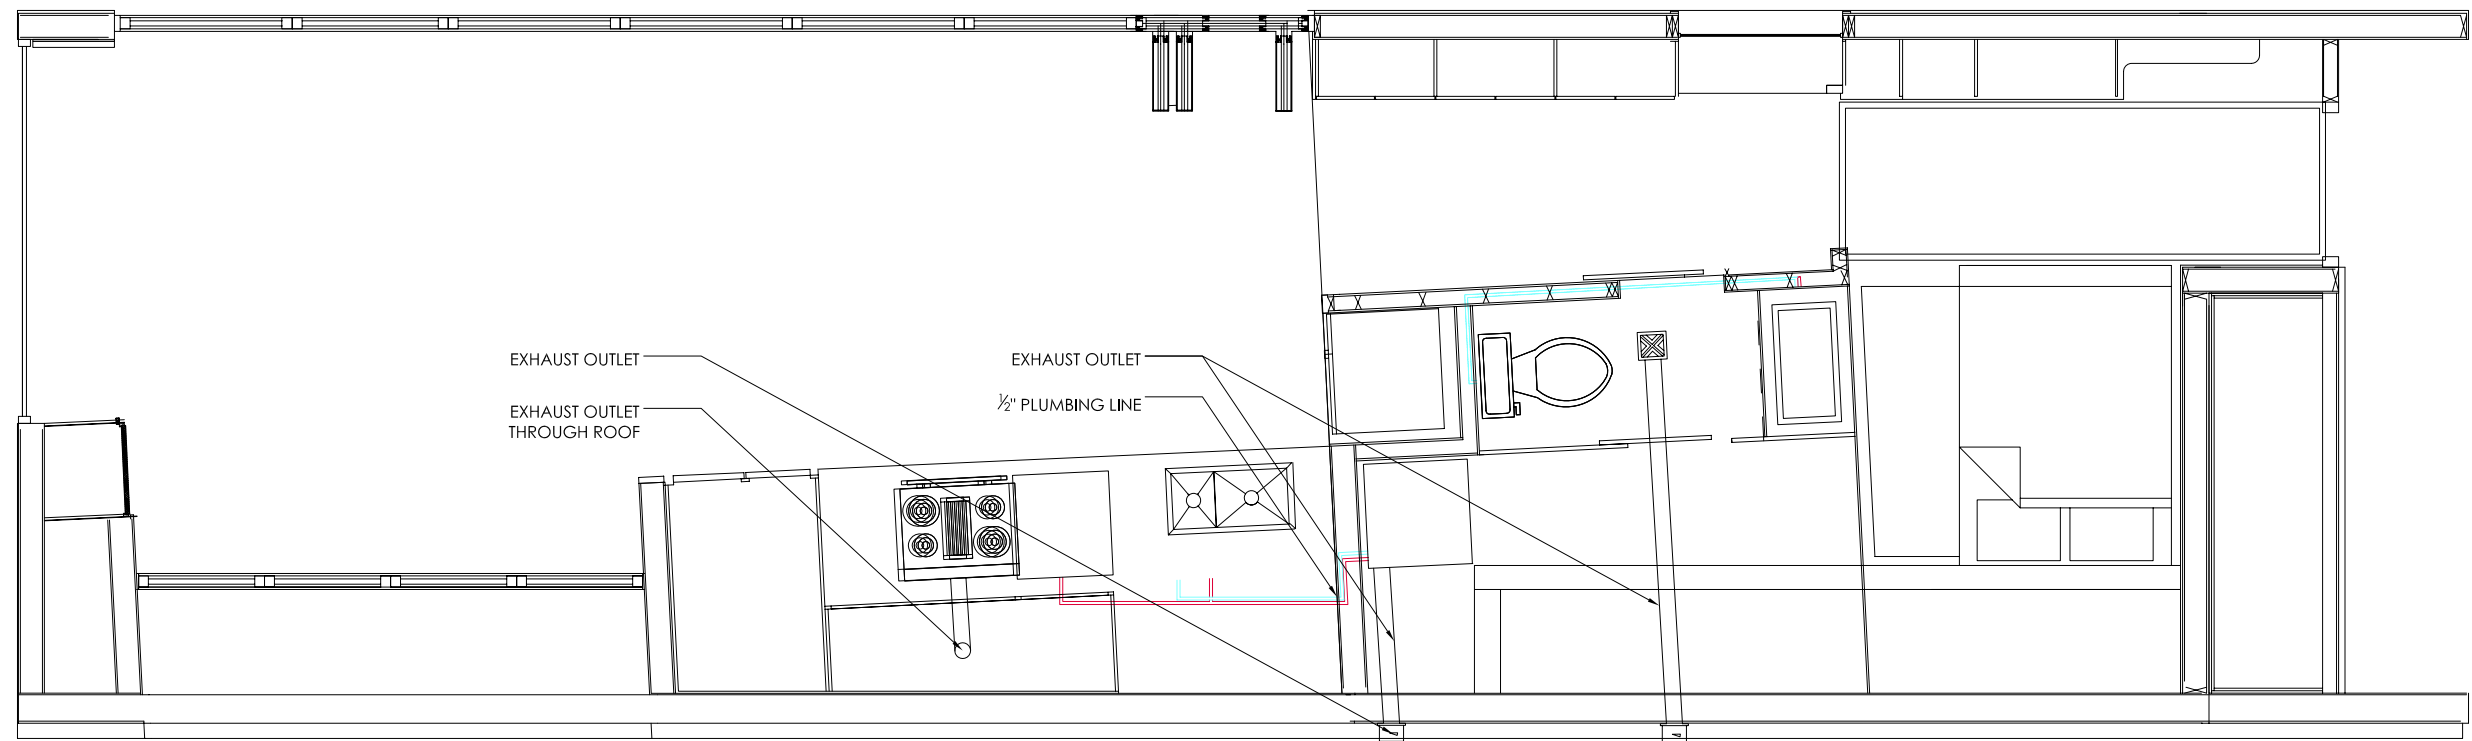 EXHAUST OUTLET
EXHAUST OUTLET
THROUGH ROOF
EXHAUST OUTLET
½" PLUMBING LINE